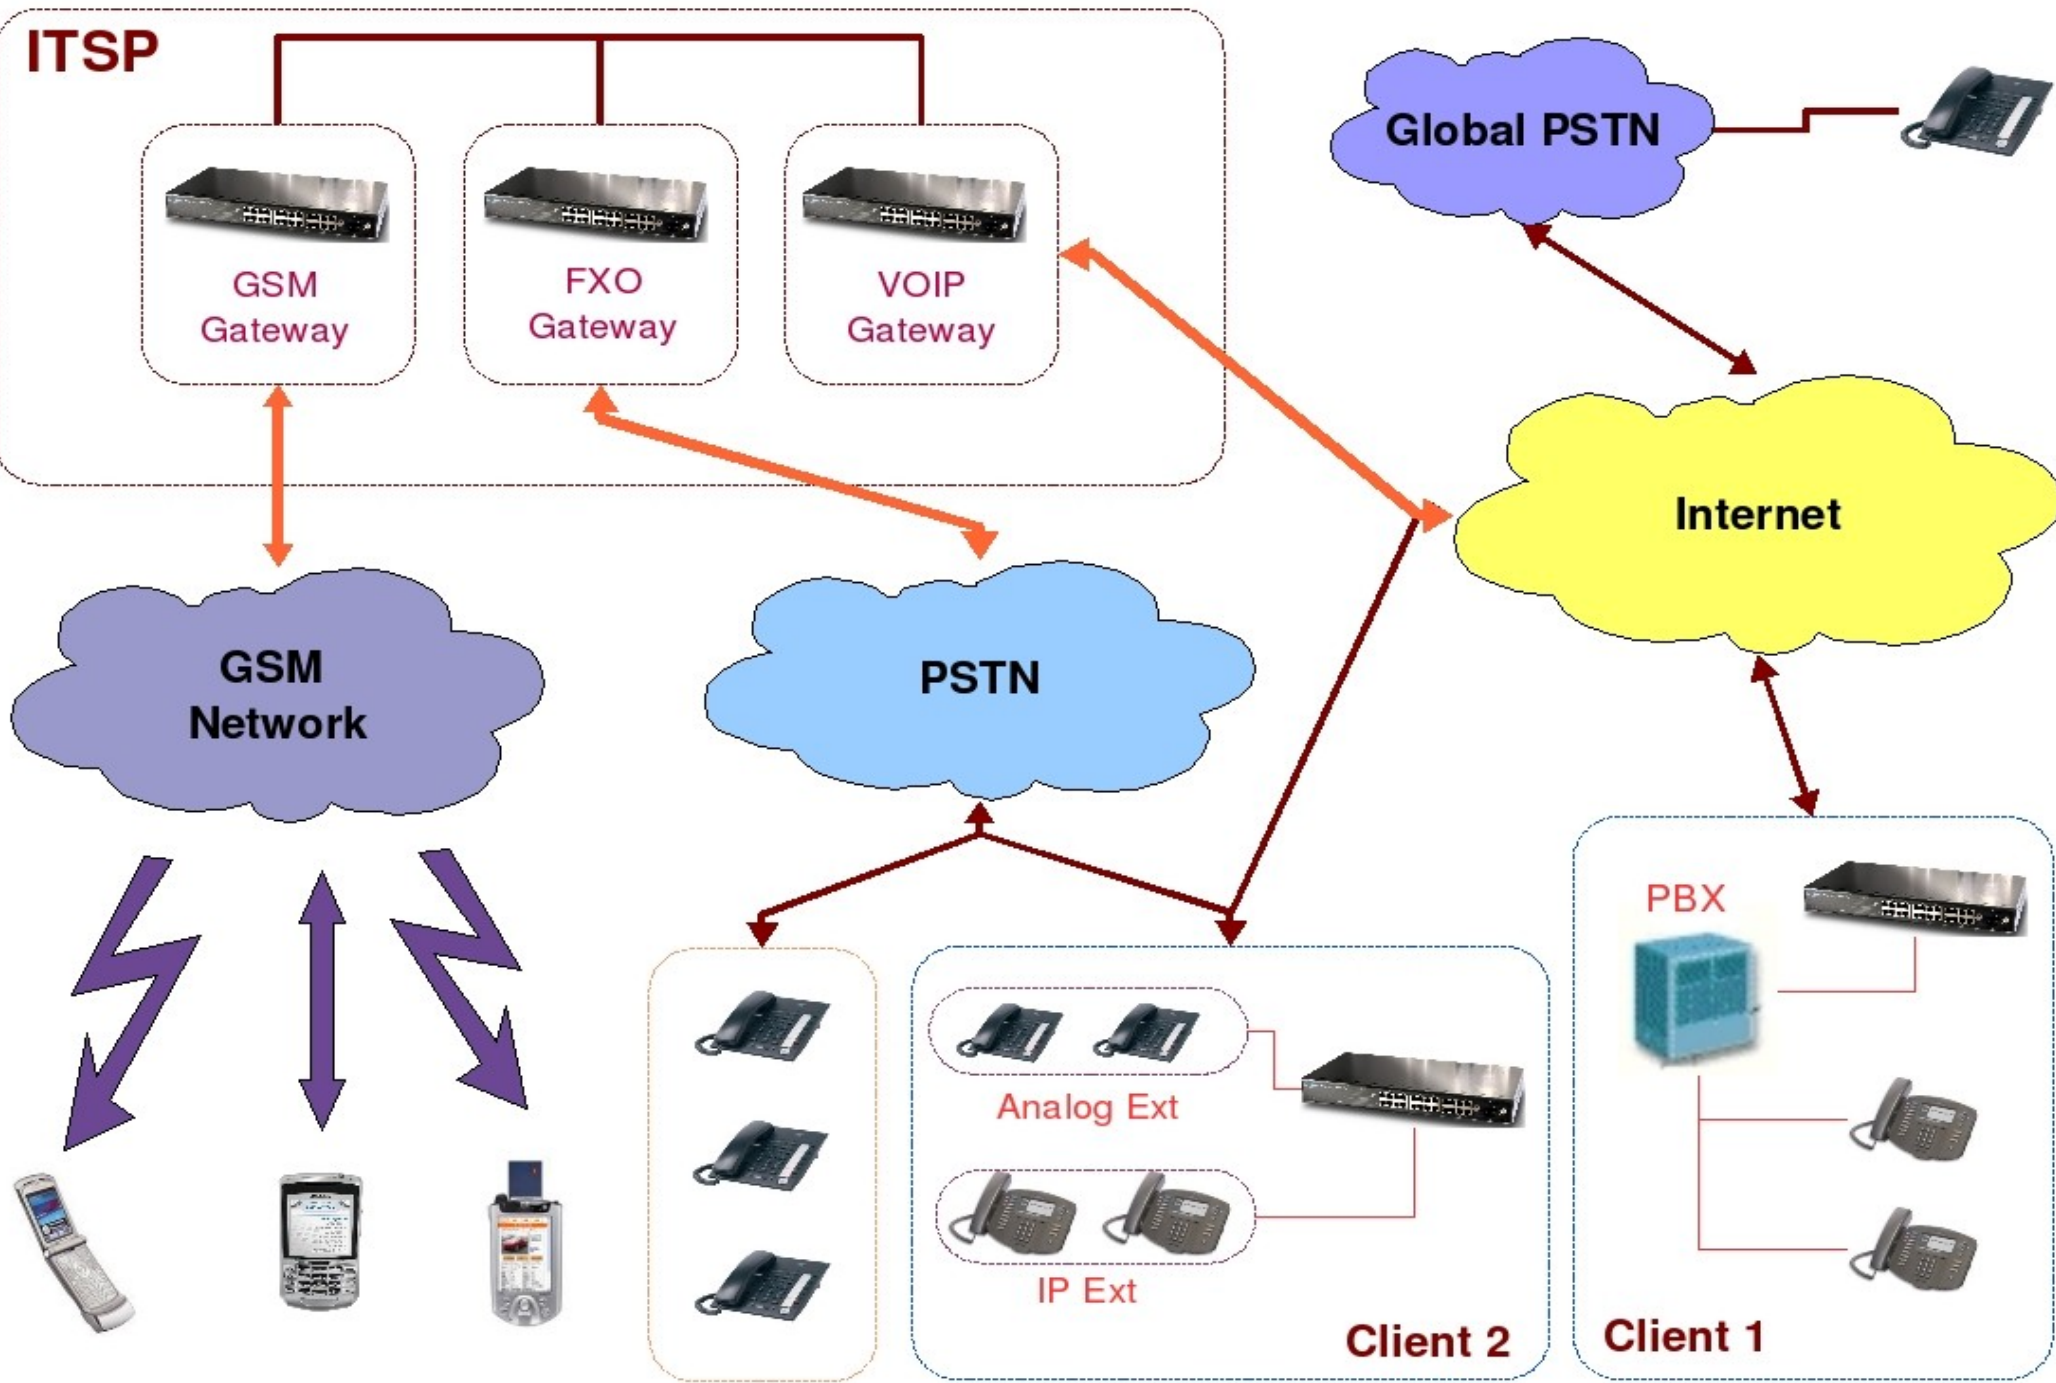 ITSP
GSM
Gateway
FXO
Gateway
VOIP
Gateway
Global PSTN
Internet
GSM
Network
PSTN
PBX
Analog Ext
IP Ext
Client 2
Client 1